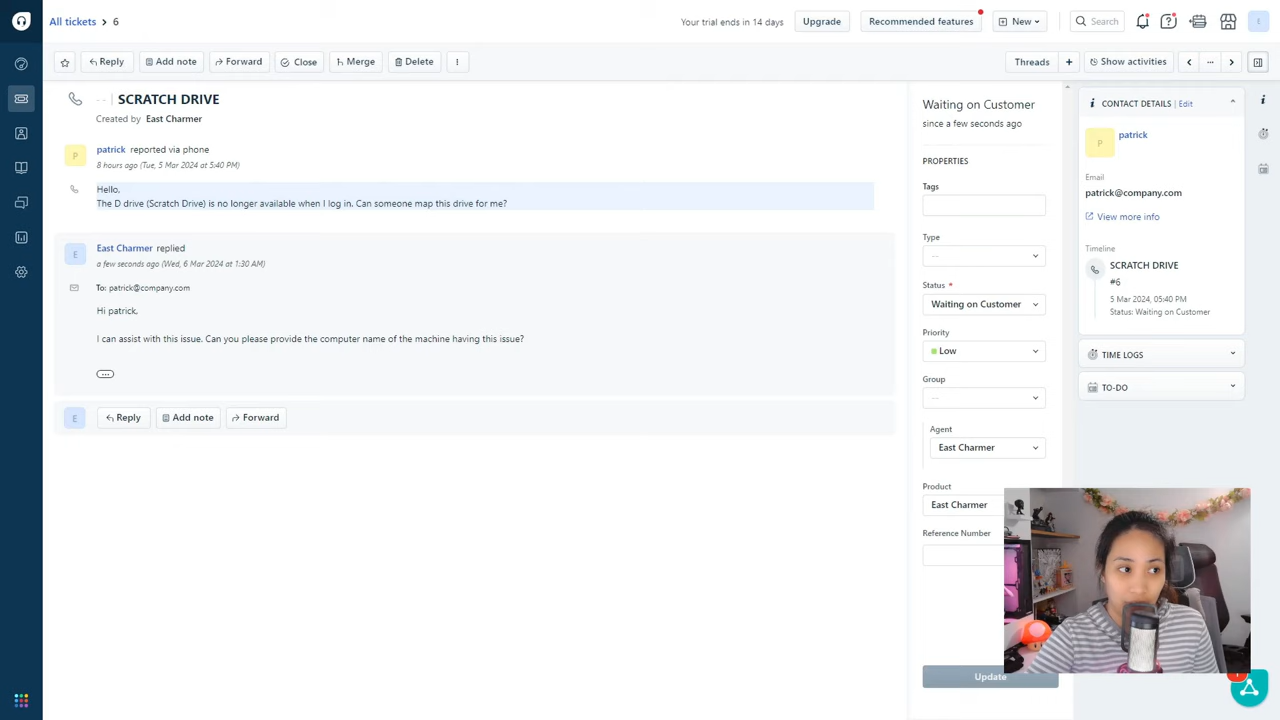 All tickets > 6
Your trial ends in 14 days
Upgrade
Recommended features
New
Search
E
Reply
Add note
Forward
Close
Merge
Delete
Threads
+
Show activities
-- | SCRATCH DRIVE
Created by East Charmer
P
patrick reported via phone
8 hours ago (Tue, 5 Mar 2024 at 5:40 PM)
Hello,
The D drive (Scratch Drive) is no longer available when I log in. Can someone map this drive for me?
E
East Charmer replied
a few seconds ago (Wed, 6 Mar 2024 at 1:30 AM)
To: patrick@company.com
Hi patrick,
I can assist with this issue. Can you please provide the computer name of the machine having this issue?
E
Reply
Add note
Forward
Waiting on Customer
since a few seconds ago
PROPERTIES
Tags
Type
--
Status *
Waiting on Customer
Priority
Low
Group
--
Agent
East Charmer
Product
East Charmer
Reference Number
Update
CONTACT DETAILS | Edit
P
patrick
Email
patrick@company.com
View more info
Timeline
SCRATCH DRIVE
#6
5 Mar 2024, 05:40 PM
Status: Waiting on Customer
TIME LOGS
TO-DO